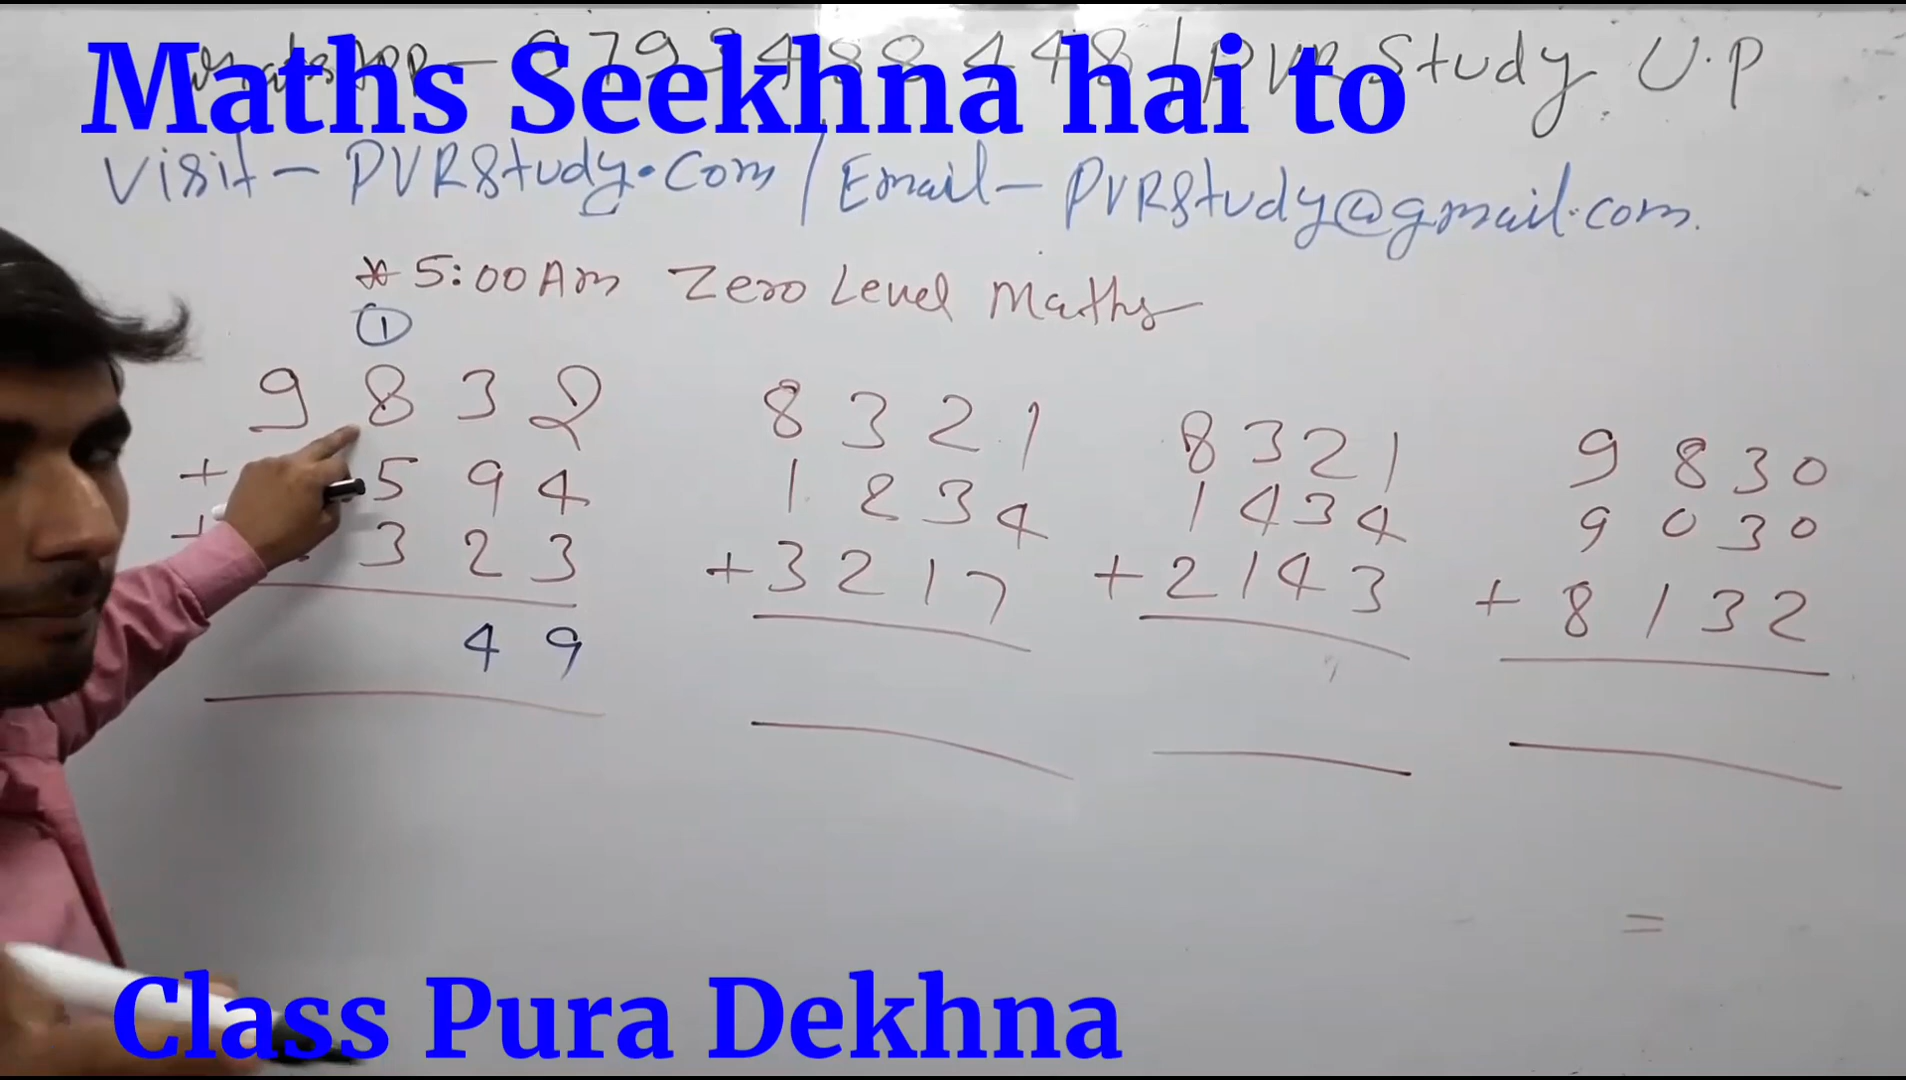 Maths Seekhna hai to
PVR Study U.P
Visit - PVRStudy.Com / Email - PVRStudy@gmail.com.
* 5:00 Am Zero Level Maths
1
9 8 3 2
+ 5 9 4
+ 3 2 3
4 9
8 3 2 1
1 2 3 4
+ 3 2 1 7
8 3 2 1
1 4 3 4
+ 2 1 4 3
9 8 3 0
9 0 3 0
+ 8 1 3 2
=
Class Pura Dekhna